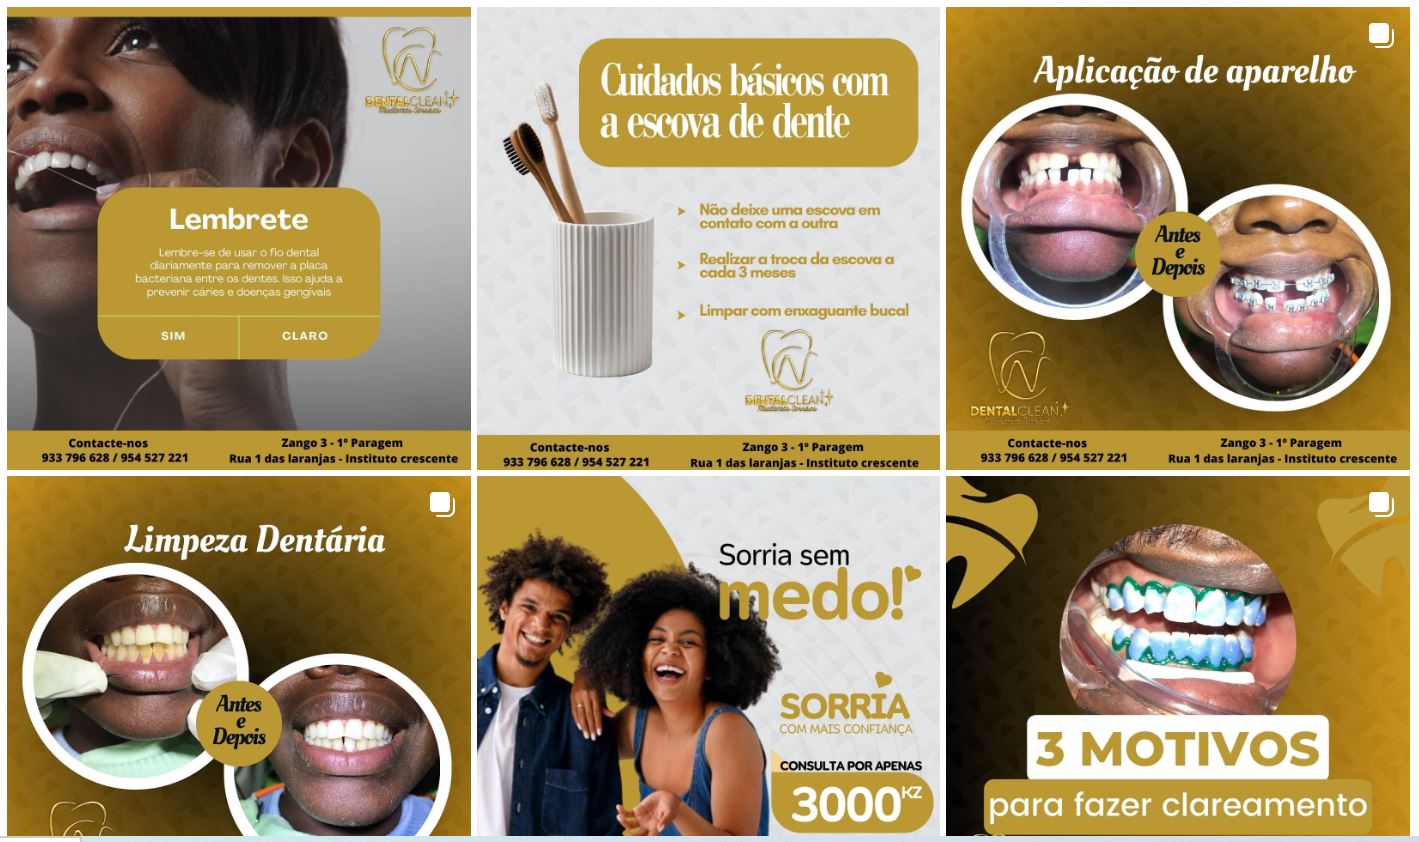 DENTALCLEAN
Mudamos Sorrisos
Lembrete
Lembre-se de usar o fio dental
diariamente para remover a placa
bacteriana entre os dentes. Isso ajuda a
prevenir cáries e doenças gengivais
SIM
CLARO
Contacte-nos
933 796 628 / 954 527 221
Zango 3 - 1º Paragem
Rua 1 das laranjas - Instituto crescente
Cuidados básicos com
a escova de dente
Não deixe uma escova em
contato com a outra
Realizar a troca da escova a
cada 3 meses
Limpar com enxaguante bucal
DENTALCLEAN
Mudamos Sorrisos
Contacte-nos
933 796 628 / 954 527 221
Zango 3 - 1º Paragem
Rua 1 das laranjas - Instituto crescente
Aplicação de aparelho
Antes
e
Depois
DENTALCLEAN
Mudamos Sorrisos
Contacte-nos
933 796 628 / 954 527 221
Zango 3 - 1º Paragem
Rua 1 das laranjas - Instituto crescente
Limpeza Dentária
Antes
e
Depois
Sorria sem
medo!
SORRIA
COM MAIS CONFIANÇA
CONSULTA POR APENAS
3000KZ
3 MOTIVOS
para fazer clareamento